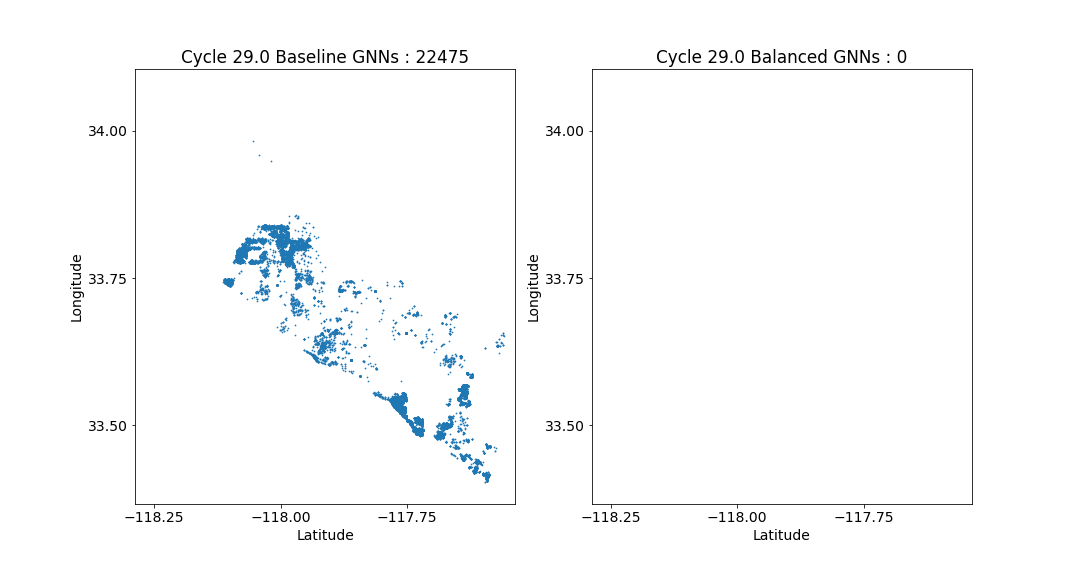 Cycle 29.0 Baseline GNNs : 22475
34.00
33.75
33.50
Longitude
−118.25
−118.00
−117.75
Latitude
Cycle 29.0 Balanced GNNs : 0
34.00
33.75
33.50
Longitude
−118.25
−118.00
−117.75
Latitude